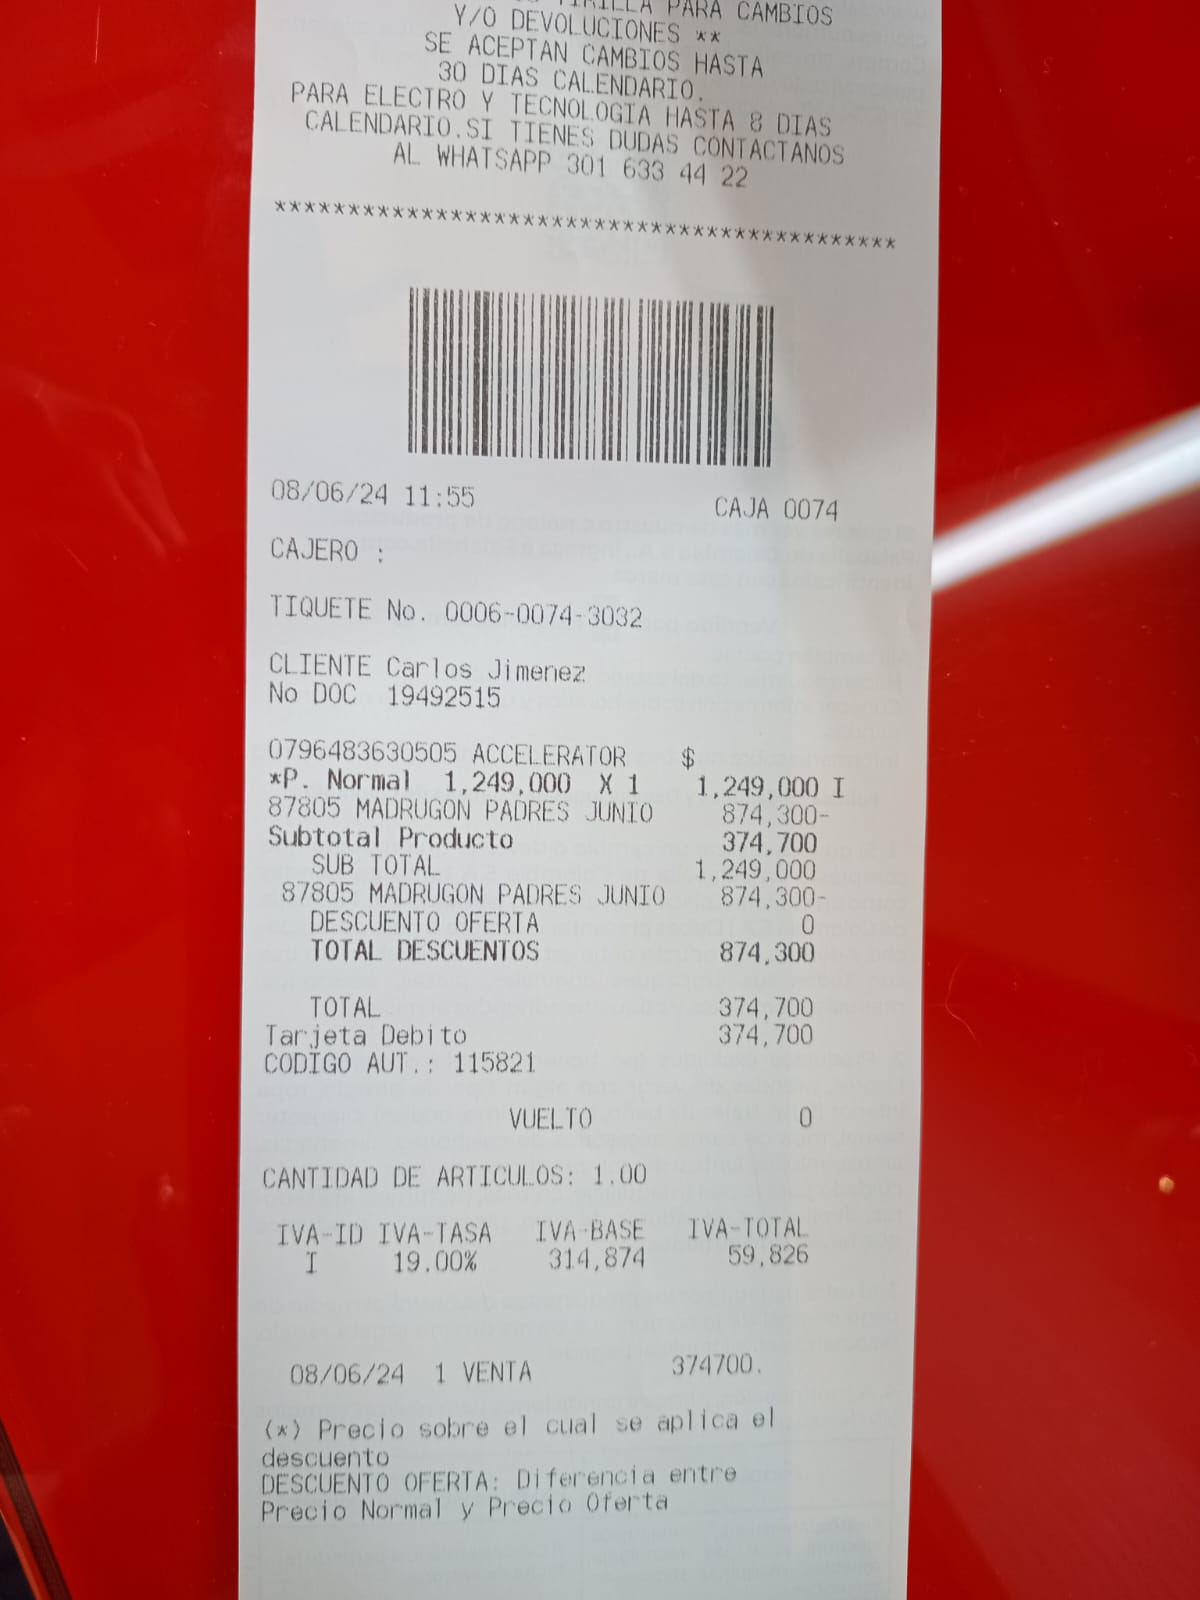 TIRILLA PARA CAMBIOS
Y/O DEVOLUCIONES **
SE ACEPTAN CAMBIOS HASTA
30 DIAS CALENDARIO.
PARA ELECTRO Y TECNOLOGIA HASTA 8 DIAS
CALENDARIO.SI TIENES DUDAS CONTACTANOS
AL WHATSAPP 301 633 44 22
*******************************************
08/06/24 11:55 CAJA 0074
CAJERO :
TIQUETE No. 0006-0074-3032
CLIENTE Carlos Jimenez
No DOC 19492515
0796483630505 ACCELERATOR $
*P. Normal 1,249,000 X 1 1,249,000 I
87805 MADRUGON PADRES JUNIO 874,300-
Subtotal Producto 374,700
SUB TOTAL 1,249,000
87805 MADRUGON PADRES JUNIO 874,300-
DESCUENTO OFERTA 0
TOTAL DESCUENTOS 874,300
TOTAL 374,700
Tarjeta Debito 374,700
CODIGO AUT.: 115821
VUELTO 0
CANTIDAD DE ARTICULOS: 1.00
IVA-ID IVA-TASA IVA-BASE IVA-TOTAL
I 19.00% 314,874 59,826
08/06/24 1 VENTA 374700.
(*) Precio sobre el cual se aplica el
descuento
DESCUENTO OFERTA: Diferencia entre
Precio Normal y Precio Oferta